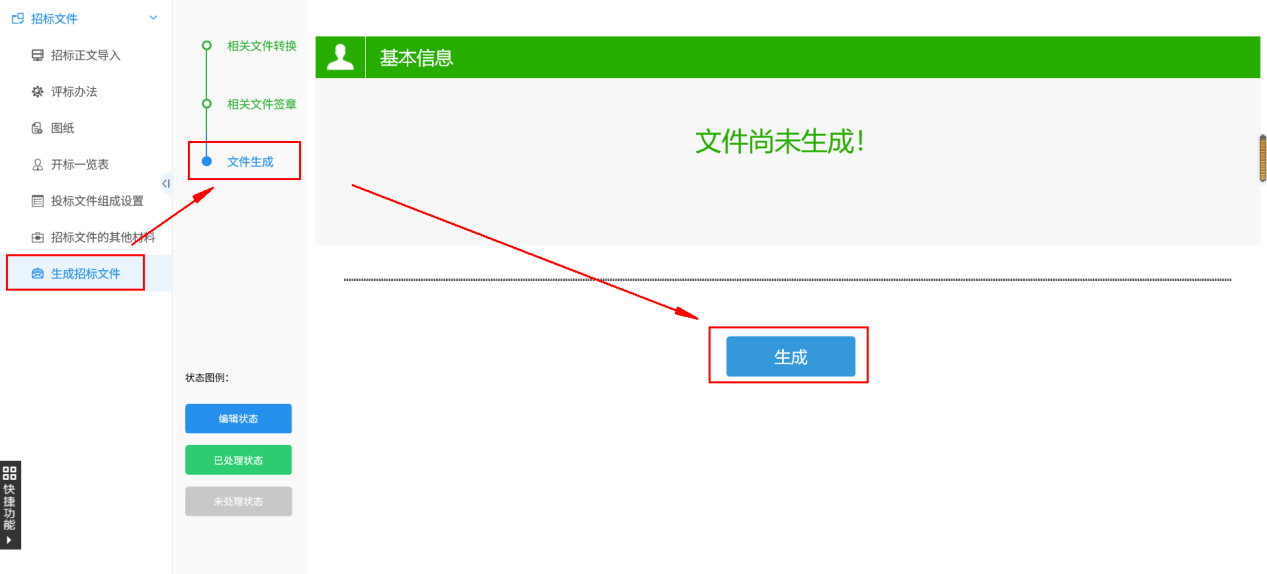 招标文件
招标正文导入
评标办法
图纸
开标一览表
投标文件组成设置
招标文件的其他材料
生成招标文件
快捷功能
相关文件转换
相关文件签章
文件生成
状态图例:
编辑状态
已处理状态
未处理状态
基本信息
文件尚未生成!
生成